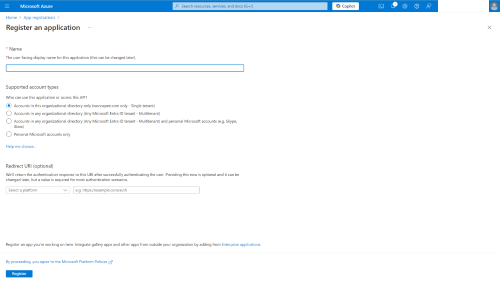 Microsoft Azure
Search resources, services, and docs (G+/)
Copilot
Home > App registrations >
Register an application ...
* Name
The user-facing display name for this application (this can be changed later).
Supported account types
Who can use this application or access this API?
Accounts in this organizational directory only ( only - Single tenant)
Accounts in any organizational directory (Any Microsoft Entra ID tenant - Multitenant)
Accounts in any organizational directory (Any Microsoft Entra ID tenant - Multitenant) and personal Microsoft accounts (e.g. Skype,
Xbox)
Personal Microsoft accounts only
Help me choose...
Redirect URI (optional)
We'll return the authentication response to this URI after successfully authenticating the user. Providing this now is optional and it can be
changed later, but a value is required for most authentication scenarios.
Select a platform
e.g. https://example.com/auth
Register an app you're working on here. Integrate gallery apps and other apps from outside your organization by adding from Enterprise applications.
By proceeding, you agree to the Microsoft Platform Policies
Register